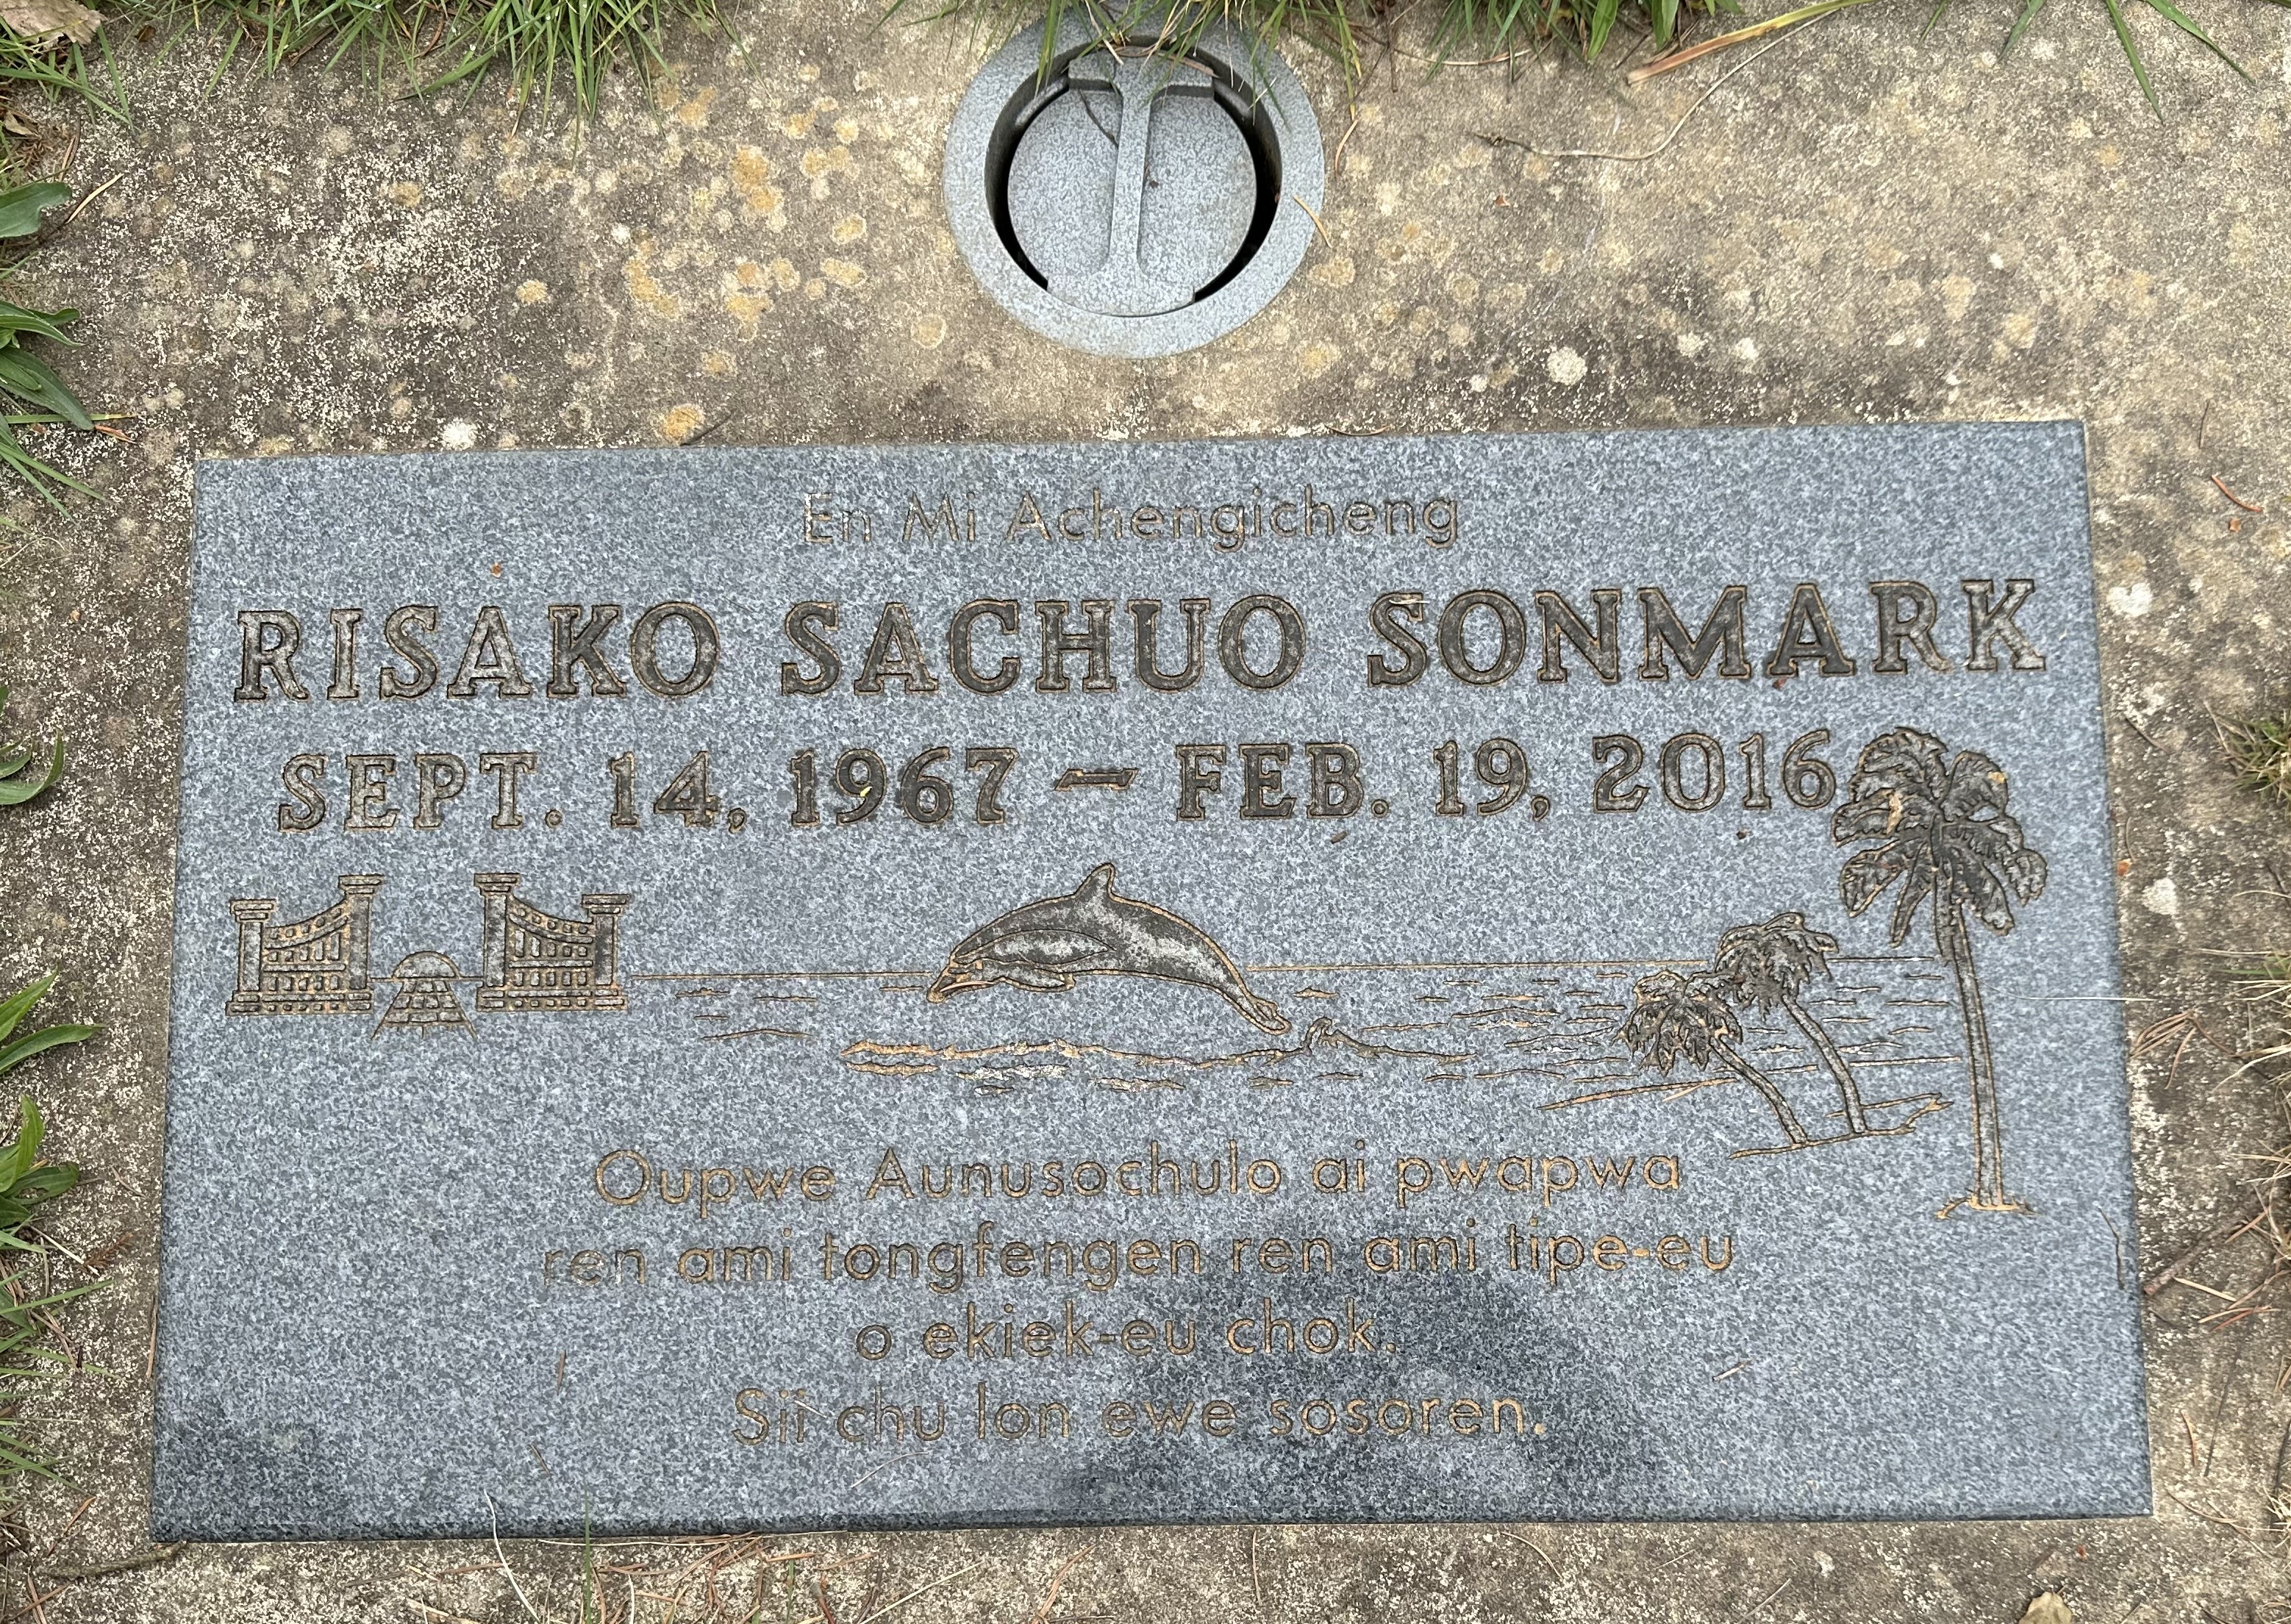 En Mi Achengicheng
RISAKO SACHUO SONMARK
SEPT. 14, 1967 – FEB. 19, 2016
Oupwe Aunusochulo ai pwapwa
ren ami tongfengen ren ami tipe-eu
o ekiek-eu chok.
Sïï chu lon ewe sosoren.